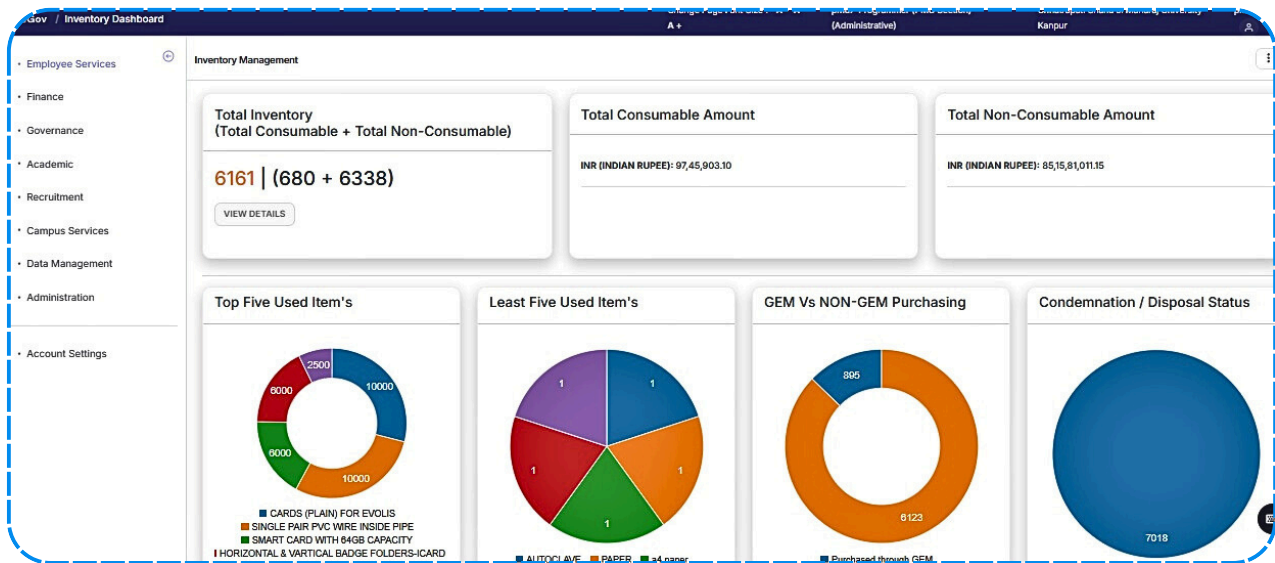 Gov / Inventory Dashboard
A +
(Administrative)
Kanpur
Employee Services
Finance
Governance
Academic
Recruitment
Campus Services
Data Management
Administration
Account Settings
Inventory Management
Total Inventory
(Total Consumable + Total Non-Consumable)
6161 | (680 + 6338)
VIEW DETAILS
Total Consumable Amount
INR (INDIAN RUPEE): 97,45,903.10
Total Non-Consumable Amount
INR (INDIAN RUPEE): 85,15,81,011.15
Top Five Used Item's
2500
10000
6000
6000
10000
CARDS (PLAIN) FOR EVOLIS
SINGLE PAIR PVC WIRE INSIDE PIPE
SMART CARD WITH 64GB CAPACITY
HORIZONTAL & VARTICAL BADGE FOLDERS-ICARD
Least Five Used Item's
1
1
1
1
1
AUTOCLAVE PAPER a4 paper
GEM Vs NON-GEM Purchasing
895
6123
Purchased through GEM
Condemnation / Disposal Status
7018